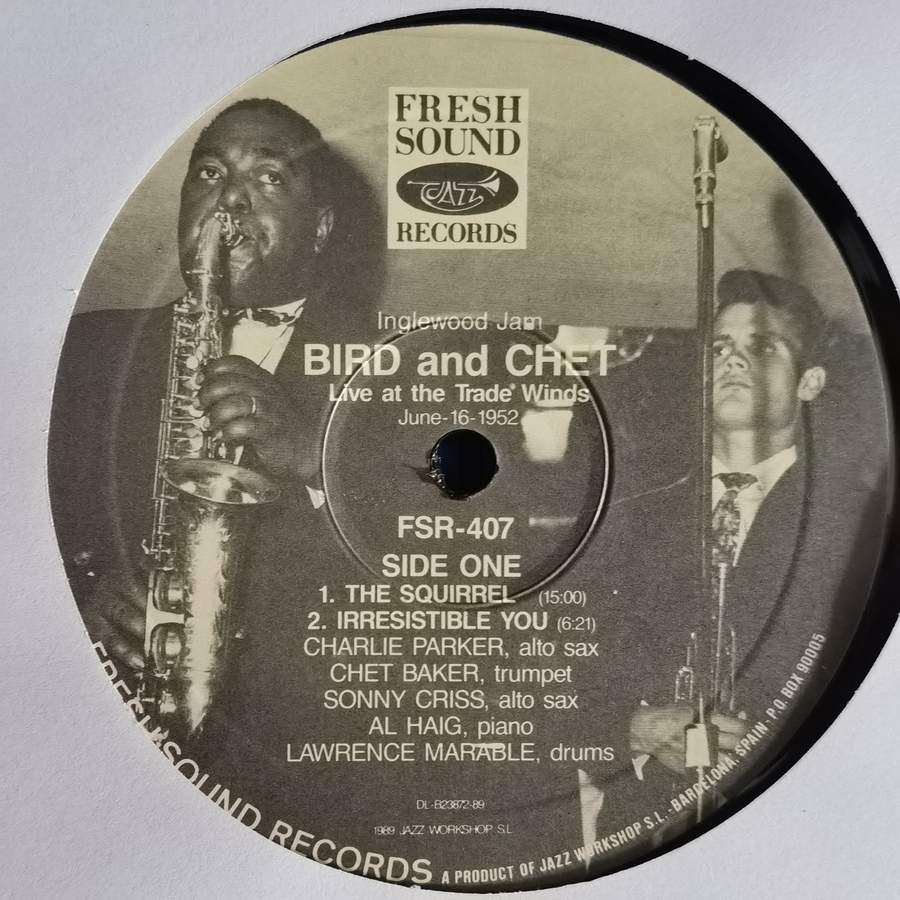 FRESH
SOUND
JAZZ
RECORDS
Inglewood Jam
BIRD and CHET
Live at the Trade Winds
June-16-1952
FSR-407
SIDE ONE
1. THE SQUIRREL (15:00)
2. IRRESISTIBLE YOU (6:21)
CHARLIE PARKER, alto sax
CHET BAKER, trumpet
SONNY CRISS, alto sax
AL HAIG, piano
LAWRENCE MARABLE, drums
DL-B23872-89
1989 JAZZ WORKSHOP S.L
FRESH SOUND RECORDS
A PRODUCT OF JAZZ WORKSHOP S.L.-BARCELONA, SPAIN - P.O. BOX 90005